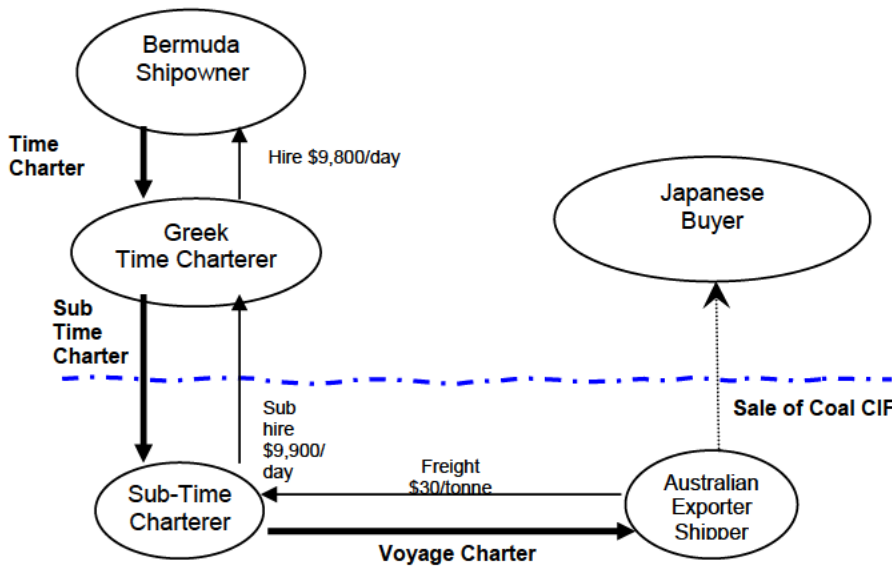 Bermuda
Shipowner
Time
Charter
Hire $9,800/day
Greek
Time Charterer
Japanese
Buyer
Sub
Time
Charter
Sub
hire
$9,900/
day
Sale of Coal CIF
Freight
$30/tonne
Sub-Time
Charterer
Australian
Exporter
Shipper
Voyage Charter